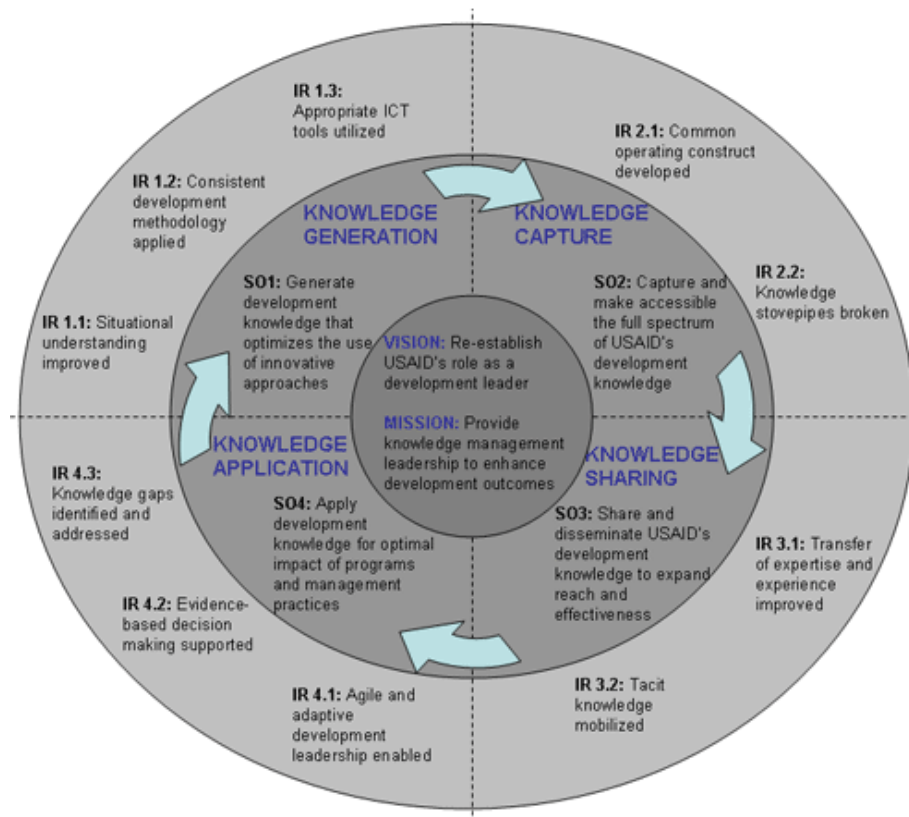 IR 1.3:
Appropriate ICT
tools utilized
IR 2.1: Common
operating construct
developed
IR 1.2: Consistent
development
methodology
applied
KNOWLEDGE
GENERATION
KNOWLEDGE
CAPTURE
IR 2.2:
Knowledge
stovepipes broken
SO1: Generate
development
knowledge that
optimizes the use
of innovative
approaches
SO2: Capture and
make accessible
the full spectrum
of USAID's
development
knowledge
IR 1.1: Situational
understanding
improved
VISION: Re-establish
USAID's role as a
development leader
MISSION: Provide
knowledge management
leadership to enhance
development outcomes
KNOWLEDGE
APPLICATION
KNOWLEDGE
SHARING
IR 4.3:
Knowledge gaps
identified and
addressed
SO4: Apply
development
knowledge for optimal
impact of programs
and management
practices
SO3: Share and
disseminate USAID's
development
knowledge to expand
reach and
effectiveness
IR 3.1: Transfer
of expertise and
experience
improved
IR 4.2: Evidence-
based decision
making supported
IR 4.1: Agile and
adaptive
development
leadership enabled
IR 3.2: Tacit
knowledge
mobilized